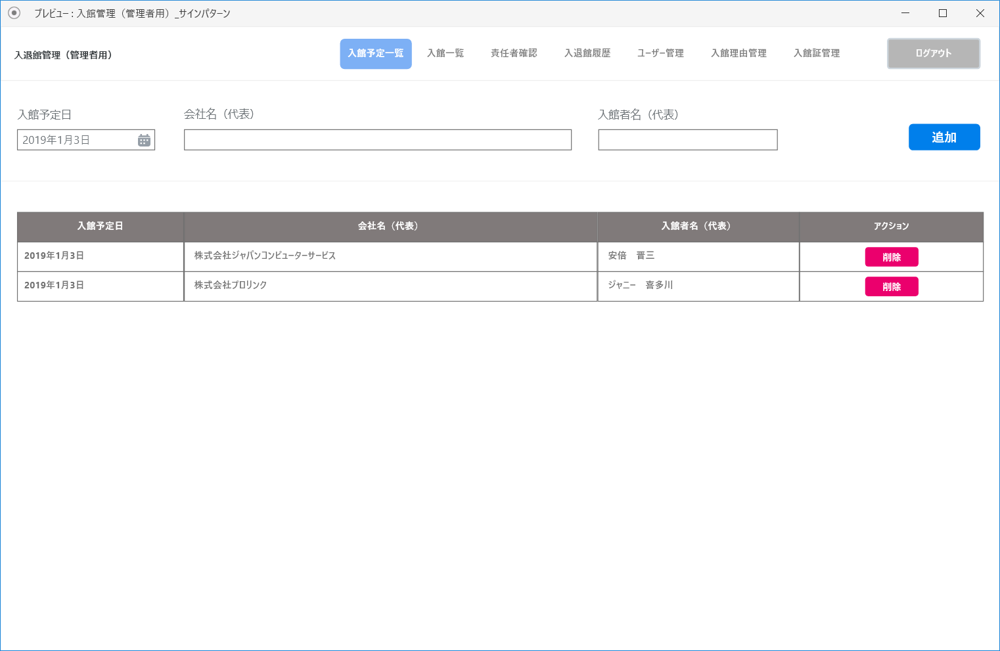 プレビュー : 入館管理（管理者用）_サインパターン
入退館管理（管理者用）
入館予定一覧 入館一覧 責任者確認 入退館履歴 ユーザー管理 入館理由管理 入館証管理 ログアウト
入館予定日 会社名（代表） 入館者名（代表）
2019年1月3日 追加
入館予定日 会社名（代表） 入館者名（代表） アクション
2019年1月3日 株式会社ジャパンコンピューターサービス 安倍　晋三 削除
2019年1月3日 株式会社プロリンク ジャニー　喜多川 削除